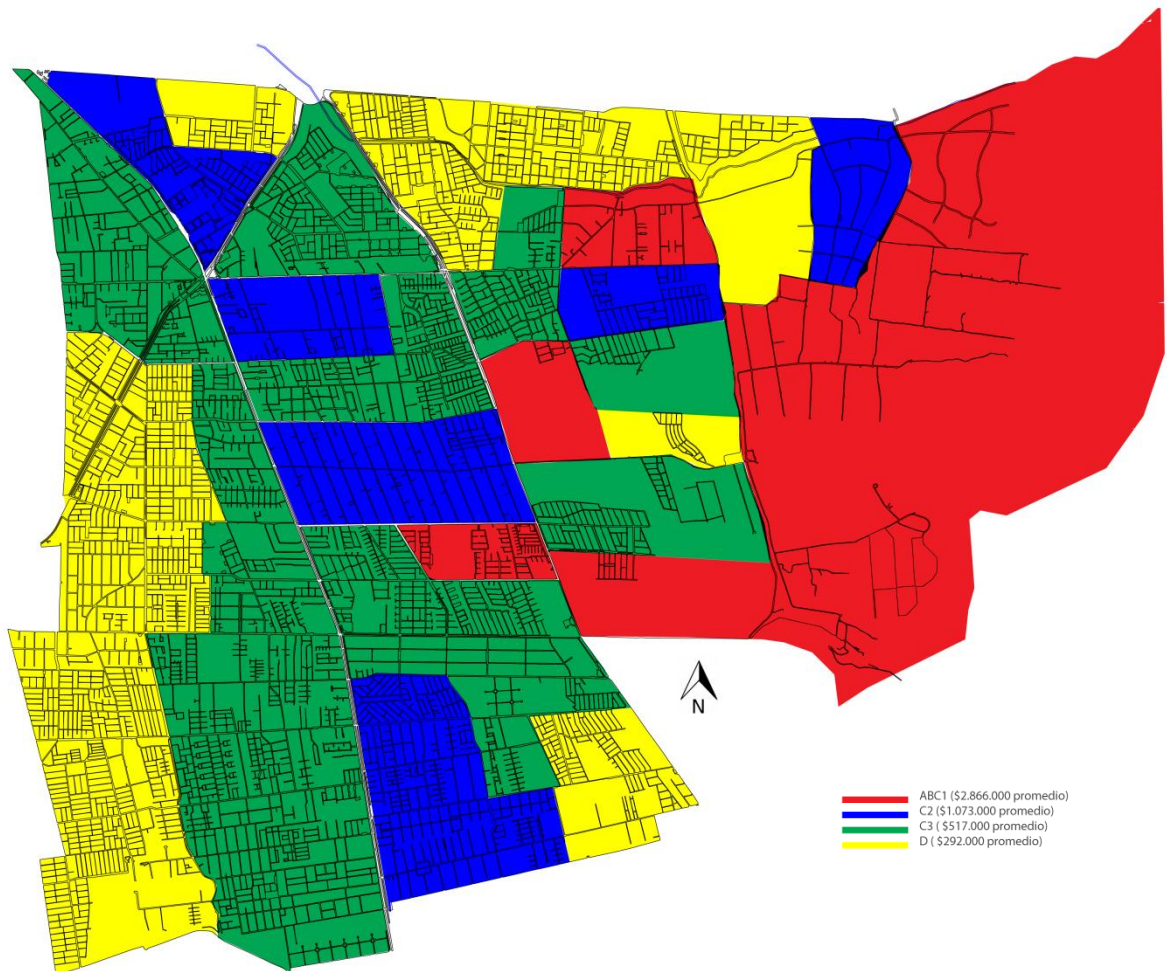 N
ABC1 ($2.866.000 promedio)
C2 ($1.073.000 promedio)
C3 ( $517.000 promedio)
D ( $292.000 promedio)